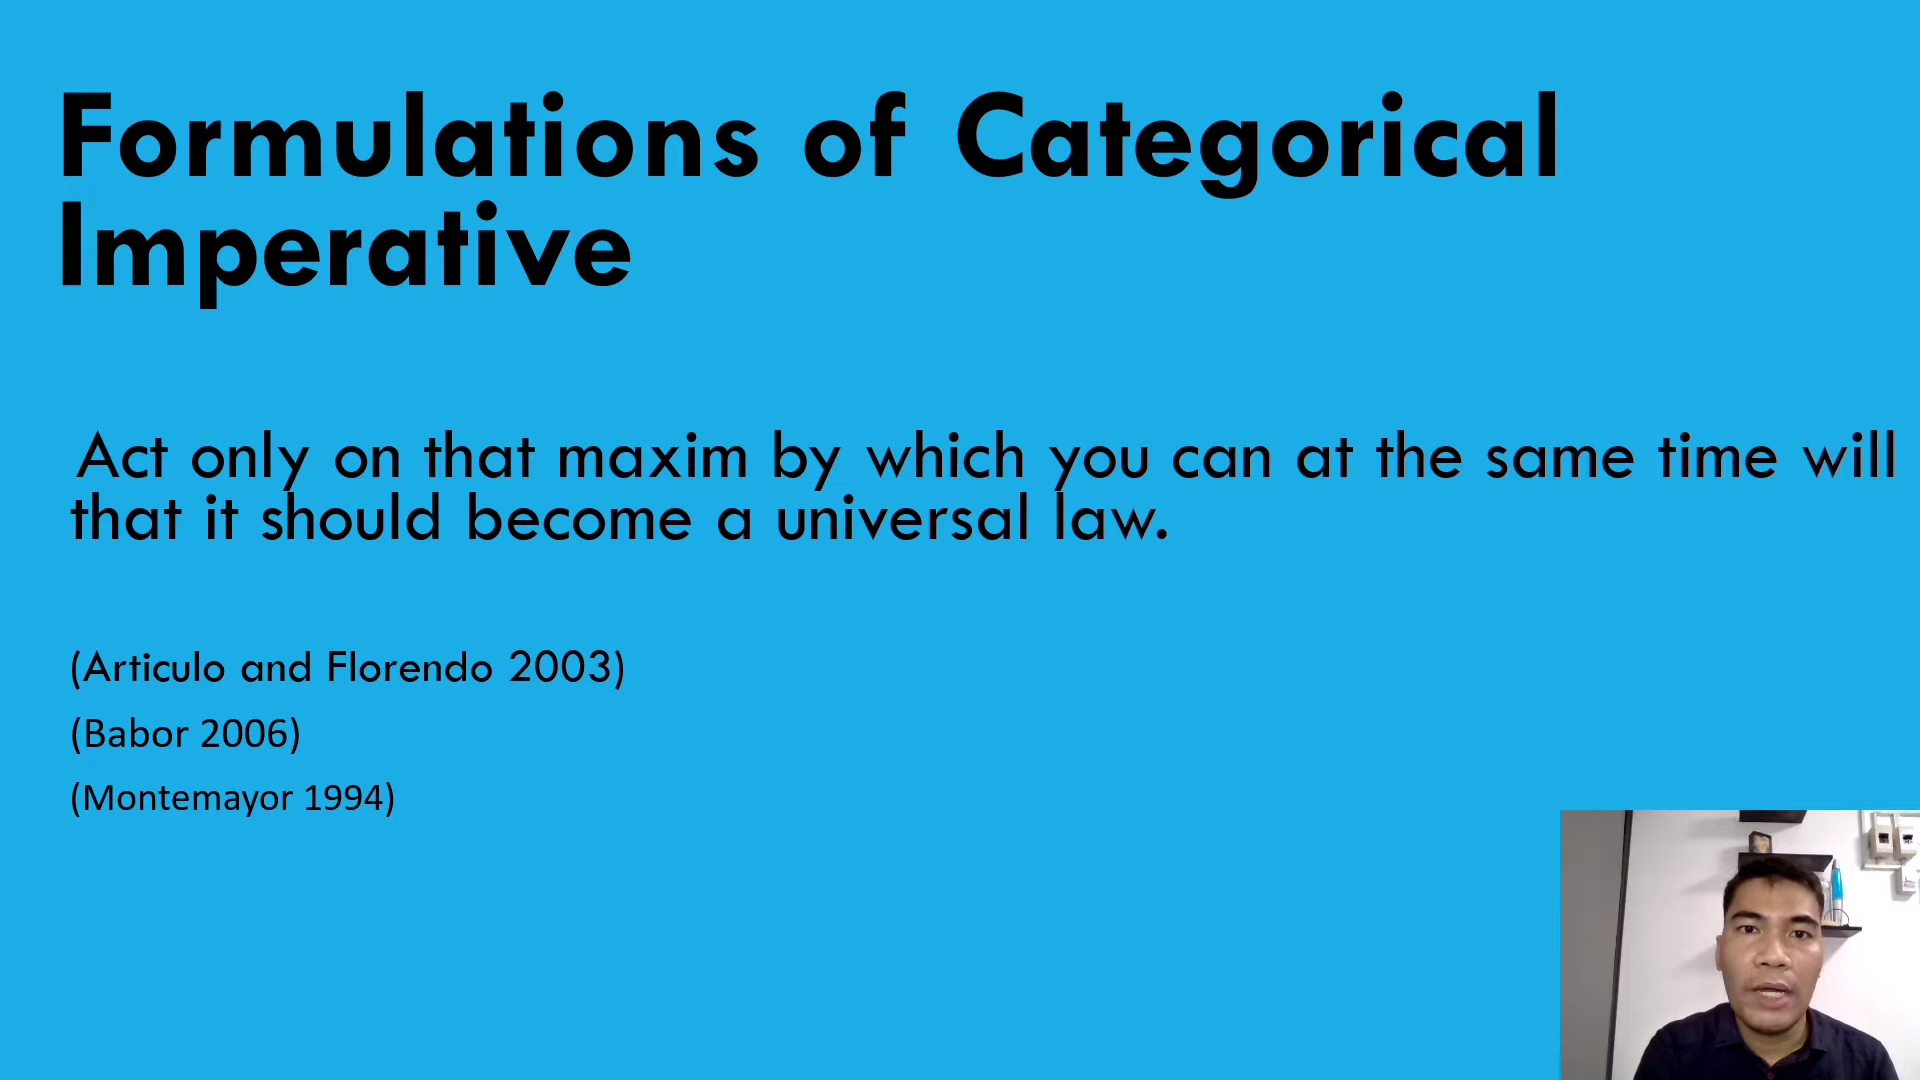 Formulations of Categorical
Imperative
Act only on that maxim by which you can at the same time will
that it should become a universal law.
(Articulo and Florendo 2003)
(Babor 2006)
(Montemayor 1994)